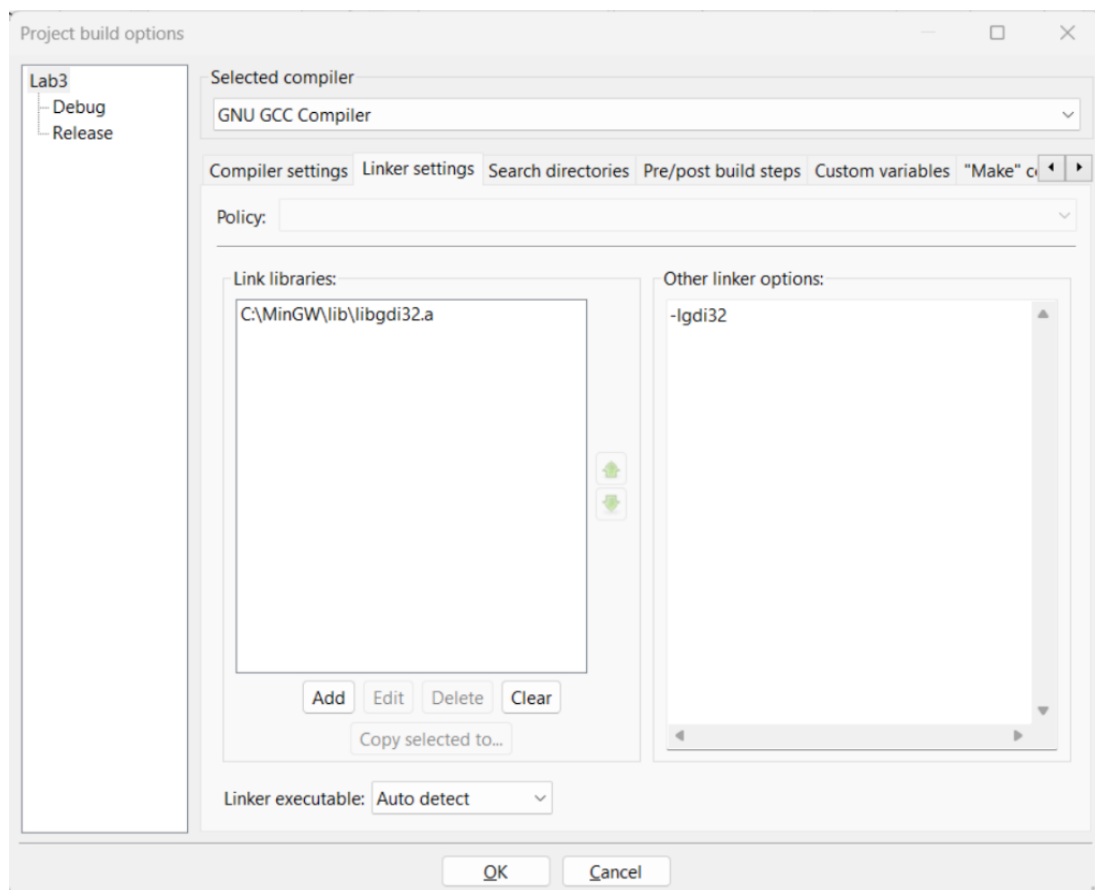 Project build options
Lab3
Debug
Release
Selected compiler
GNU GCC Compiler
Compiler settings Linker settings Search directories Pre/post build steps Custom variables "Make" c
Policy:
Link libraries:
C:\MinGW\lib\libgdi32.a
Other linker options:
-lgdi32
Add Edit Delete Clear
Copy selected to...
Linker executable: Auto detect
OK Cancel